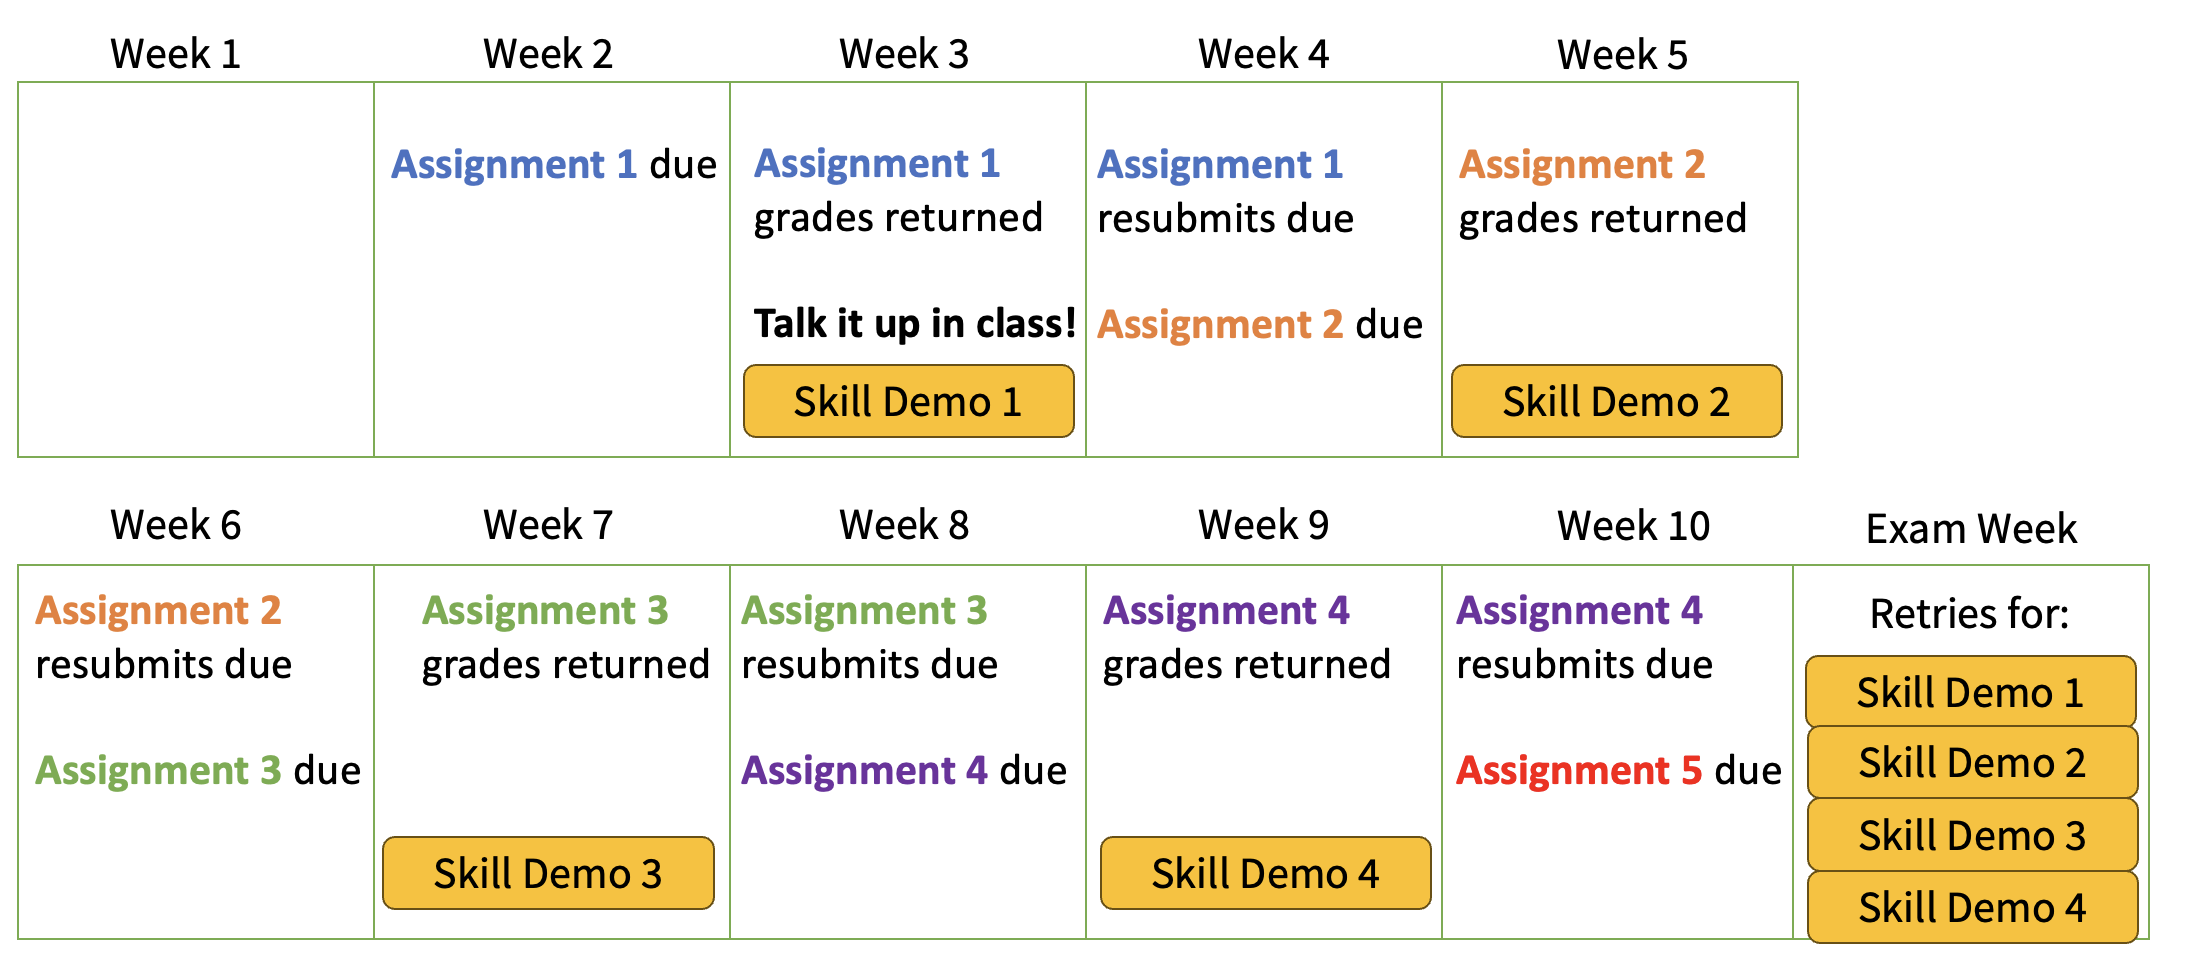 Week 1
Week 2
Week 3
Week 4
Week 5
Assignment 1 due
Assignment 1
grades returned
Talk it up in class!
Skill Demo 1
Assignment 1
resubmits due
Assignment 2 due
Assignment 2
grades returned
Skill Demo 2
Week 6
Week 7
Week 8
Week 9
Week 10
Exam Week
Assignment 2
resubmits due
Assignment 3 due
Assignment 3
grades returned
Skill Demo 3
Assignment 3
resubmits due
Assignment 4 due
Assignment 4
grades returned
Skill Demo 4
Assignment 4
resubmits due
Assignment 5 due
Retries for:
Skill Demo 1
Skill Demo 2
Skill Demo 3
Skill Demo 4